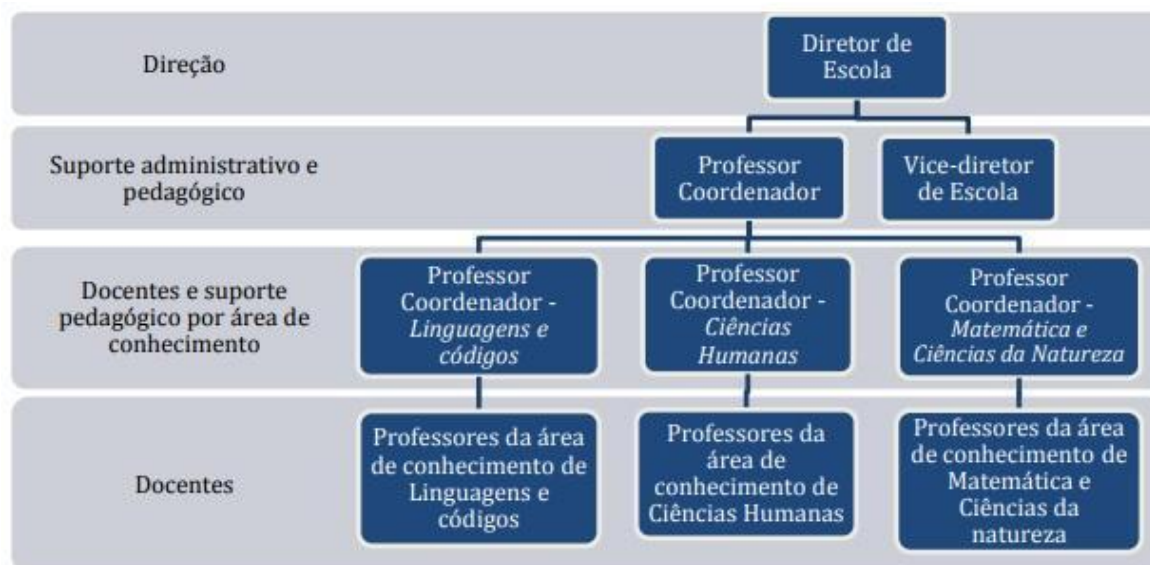 Direção
Diretor de
Escola
Suporte administrativo e
pedagógico
Professor
Coordenador
Vice-diretor
de Escola
Docentes e suporte
pedagógico por área de
conhecimento
Professor
Coordenador -
Linguagens e
códigos
Professor
Coordenador -
Ciências
Humanas
Professor
Coordenador -
Matemática e
Ciências da Natureza
Docentes
Professores da área
de conhecimento de
Linguagens e
códigos
Professores da
área de
conhecimento de
Ciências Humanas
Professores da área
de conhecimento de
Matemática e
Ciências da
natureza